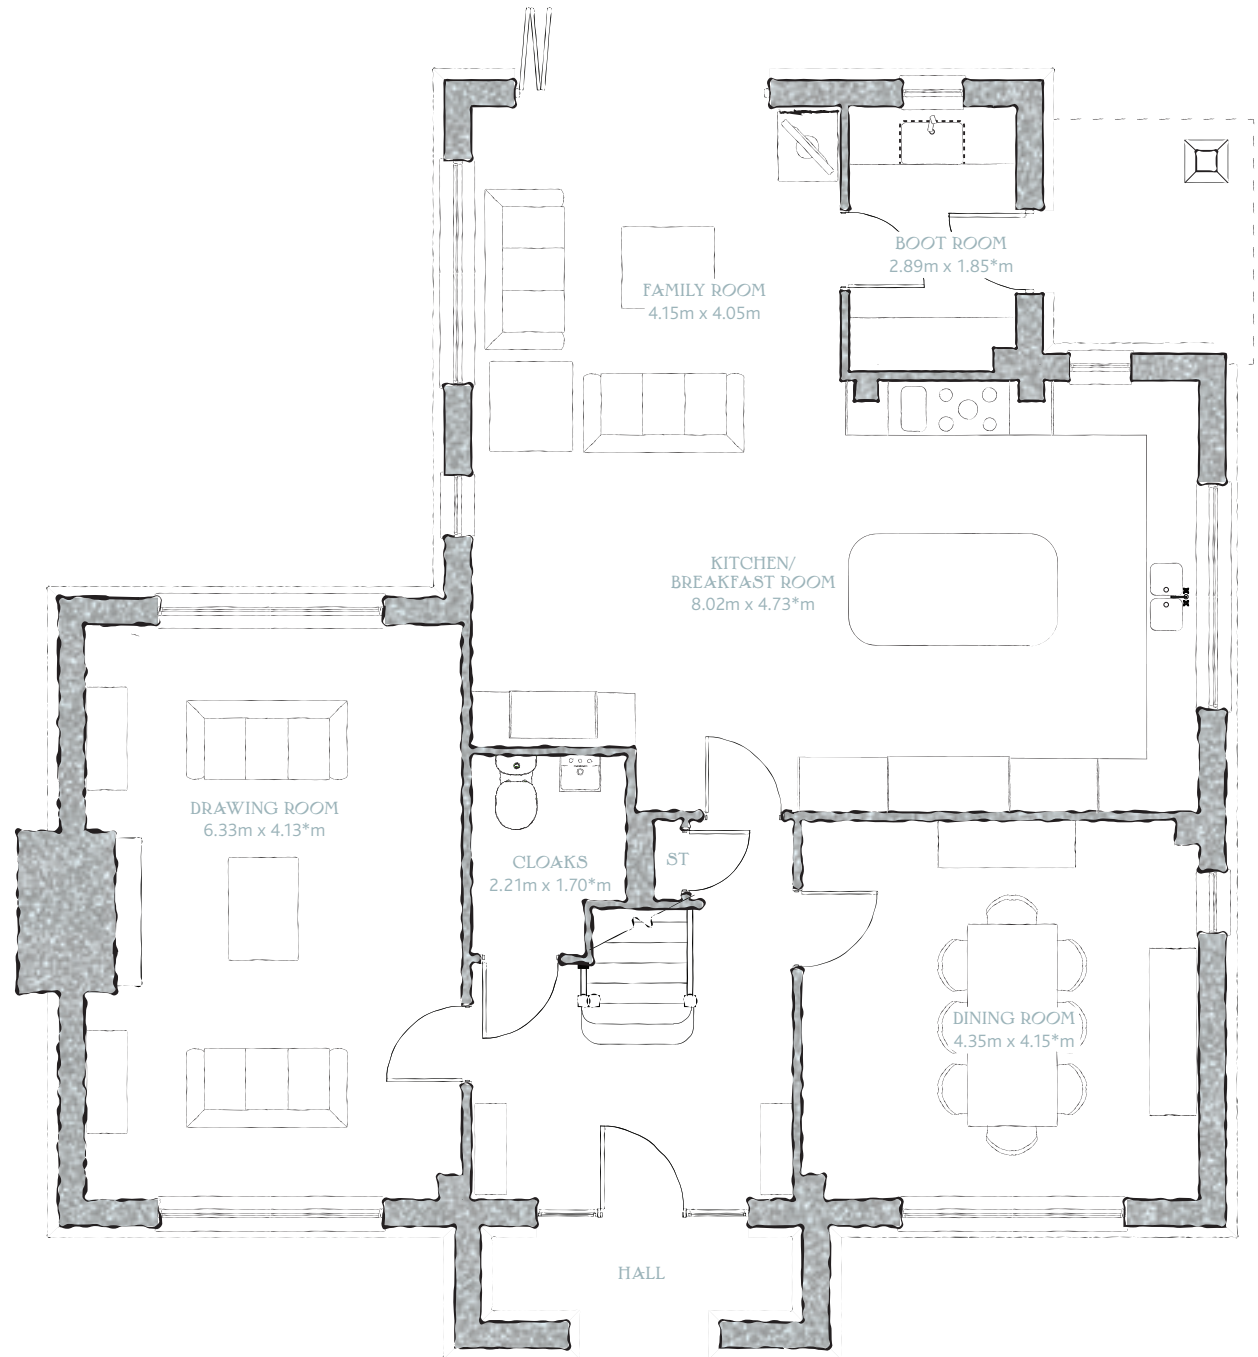 BOOT ROOM
2.89m x 1.85*m
FAMILY ROOM
4.15m x 4.05m
KITCHEN/
BREAKFAST ROOM
8.02m x 4.73*m
DRAWING ROOM
6.33m x 4.13*m
CLOAKS
2.21m x 1.70*m
ST
DINING ROOM
4.35m x 4.15*m
HALL